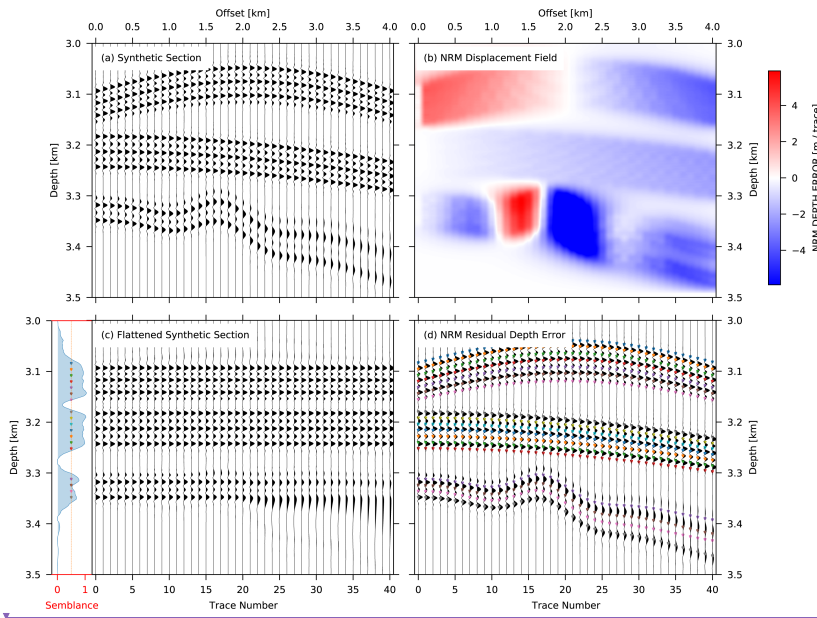 Offset [km]
Offset [km]
0.0 0.5 1.0 1.5 2.0 2.5 3.0 3.5 4.0
0.0 0.5 1.0 1.5 2.0 2.5 3.0 3.5 4.0
(a) Synthetic Section
(b) NRM Displacement Field
3.0
3.1
3.2
3.3
3.4
3.5
Depth [km]
3.0
3.1
3.2
3.3
3.4
3.5
Depth [km]
4
2
0
−2
−4
NRM DEPTH ERROR [m / trace]
(c) Flattened Synthetic Section
(d) NRM Residual Depth Error
3.0
3.1
3.2
3.3
3.4
3.5
Depth [km]
3.0
3.1
3.2
3.3
3.4
3.5
Depth [km]
0 1
Semblance
0 5 10 15 20 25 30 35 40
Trace Number
0 5 10 15 20 25 30 35 40
Trace Number